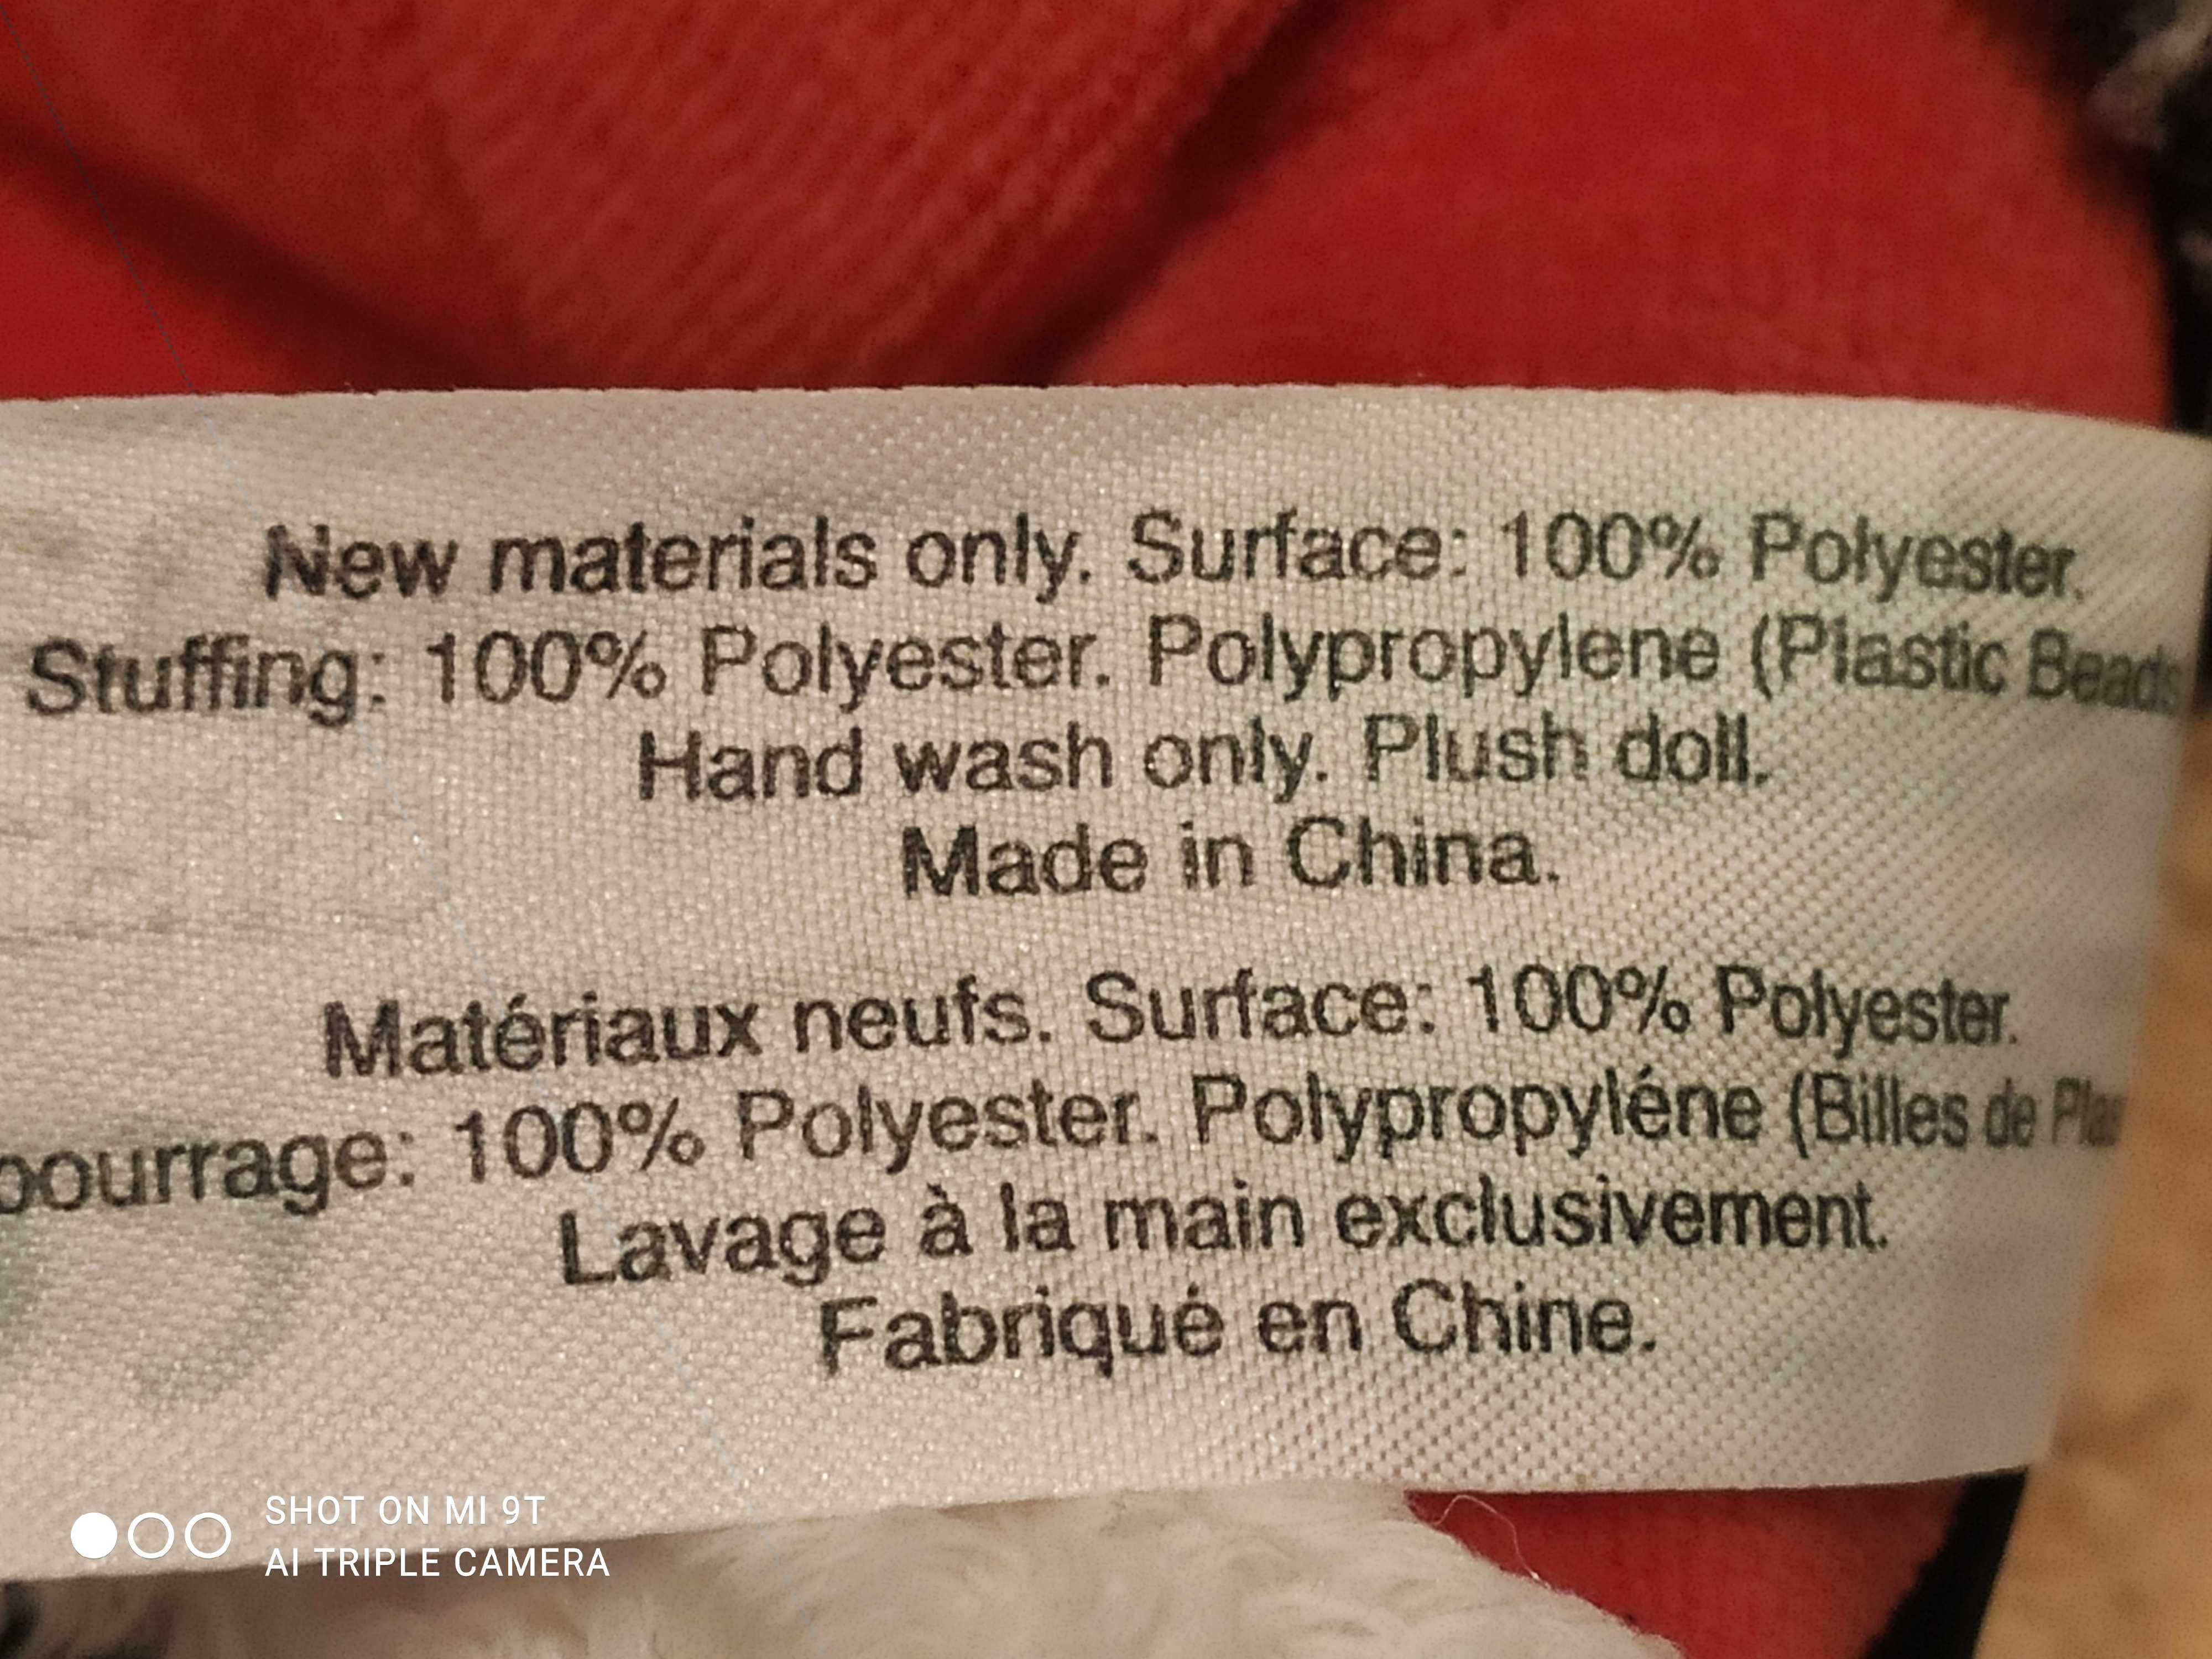 New materials only. Surface: 100% Polyester.
Stuffing: 100% Polyester. Polypropylene (Plastic Beads
Hand wash only. Plush doll.
Made in China.
Matériaux neufs. Surface: 100% Polyester.
pourrage: 100% Polyester. Polypropyléne (Billes de Plas
Lavage à la main exclusivement.
Fabriqué en Chine.
SHOT ON MI 9T
AI TRIPLE CAMERA